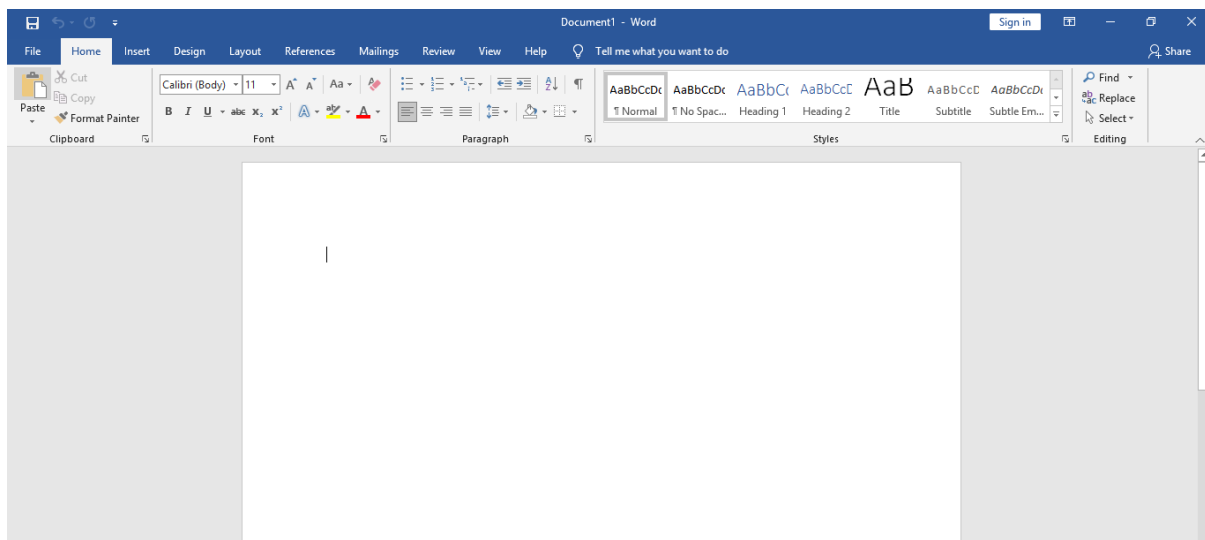 Document1 - Word
Sign in
File Home Insert Design Layout References Mailings Review View Help Tell me what you want to do Share
Cut
Copy
Paste
Format Painter
Clipboard
Calibri (Body) 11 A A Aa
B I U abc x₂ x² A aby A
Font
Paragraph
AaBbCcDc AaBbCcDc AaBbCc AaBbCcD AaB AaBbCcD AaBbCcDc
¶ Normal ¶ No Spac... Heading 1 Heading 2 Title Subtitle Subtle Em...
Styles
Find
Replace
Select
Editing